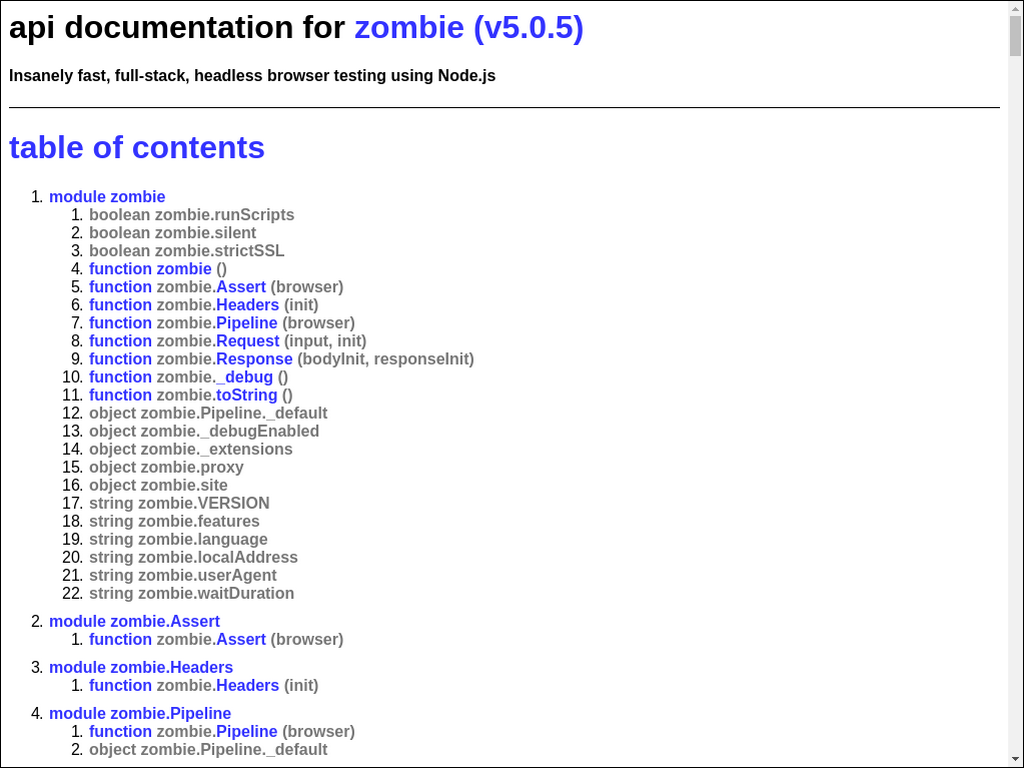 api documentation for zombie (v5.0.5)
Insanely fast, full-stack, headless browser testing using Node.js
table of contents
1. module zombie
1. boolean zombie.runScripts
2. boolean zombie.silent
3. boolean zombie.strictSSL
4. function zombie ()
5. function zombie.Assert (browser)
6. function zombie.Headers (init)
7. function zombie.Pipeline (browser)
8. function zombie.Request (input, init)
9. function zombie.Response (bodyInit, responseInit)
10. function zombie._debug ()
11. function zombie.toString ()
12. object zombie.Pipeline._default
13. object zombie._debugEnabled
14. object zombie._extensions
15. object zombie.proxy
16. object zombie.site
17. string zombie.VERSION
18. string zombie.features
19. string zombie.language
20. string zombie.localAddress
21. string zombie.userAgent
22. string zombie.waitDuration
2. module zombie.Assert
1. function zombie.Assert (browser)
3. module zombie.Headers
1. function zombie.Headers (init)
4. module zombie.Pipeline
1. function zombie.Pipeline (browser)
2. object zombie.Pipeline._default